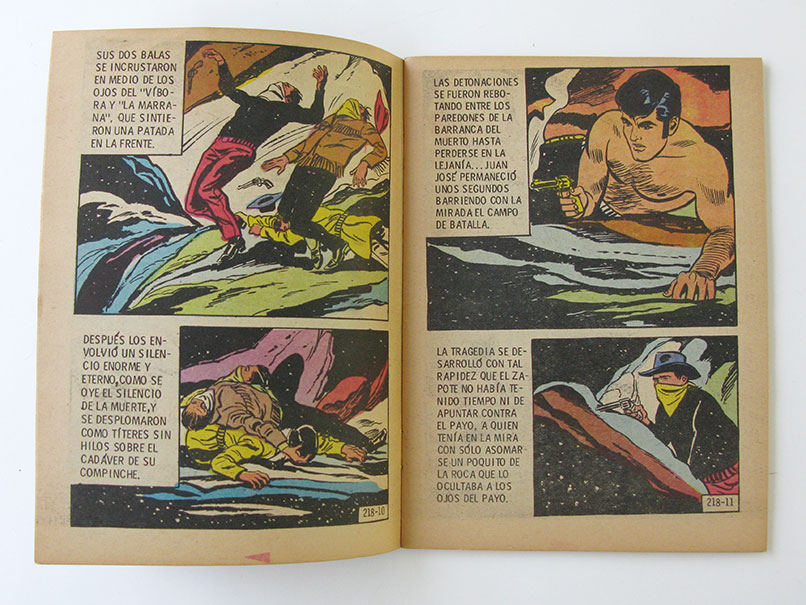 SUS DOS BALAS
SE INCRUSTARON
EN MEDIO DE LOS
OJOS DEL "VÍBO-
RA Y "LA MARRA-
NA", QUE SINTIE-
RON UNA PATADA
EN LA FRENTE.
DESPUÉS LOS EN-
VOLVIÓ UN SILEN-
CIO ENORME Y
ETERNO, COMO SE
OYE EL SILENCIO
DE LA MUERTE, Y
SE DESPLOMARON
COMO TÍTERES SIN
HILOS SOBRE EL
CADÁVER DE SU
COMPINCHE.
218-10
LAS DETONACIONES
SE FUERON REBO-
TANDO ENTRE LOS
PAREDONES DE LA
BARRANCA DEL
MUERTO HASTA
PERDERSE EN LA
LEJANÍA... JUAN
JOSÉ PERMANECIÓ
UNOS SEGUNDOS
BARRIENDO CON LA
MIRADA EL CAMPO
DE BATALLA.
LA TRAGEDIA SE DE-
SARROLLÓ CON TAL
RAPIDEZ QUE EL ZA-
POTE NO HABÍA TE-
NIDO TIEMPO NI DE
APUNTAR CONTRA
EL PAYO, A QUIEN
TENÍA EN LA MIRA
CON SÓLO ASOMAR-
SE UN POQUITO DE
LA ROCA QUE LO
OCULTABA A LOS
OJOS DEL PAYO.
218-11